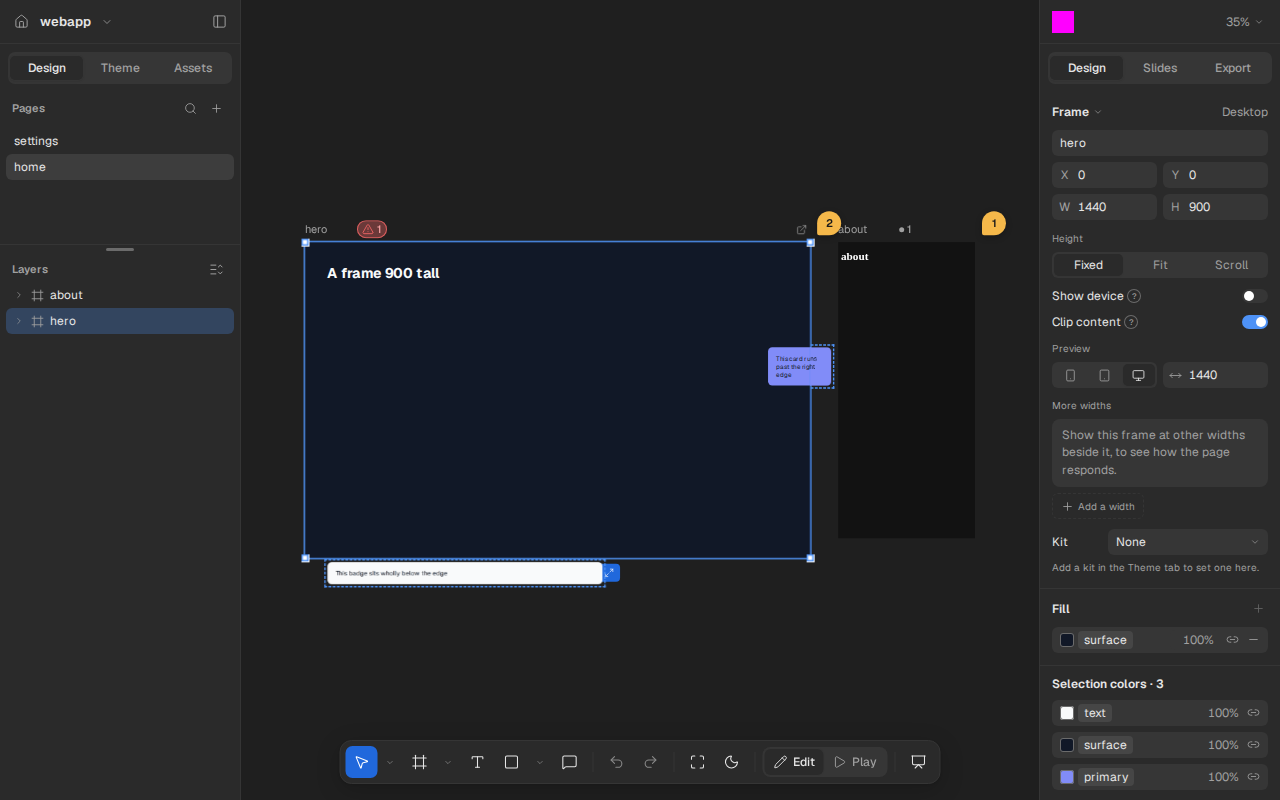 webapp
Design
Theme
Assets
Pages
settings
home
Layers
about
hero
hero
1
2
about
1
1
A frame 900 tall
about
This card runs
past the right
edge
This badge sits wholly below the edge
Edit
Play
35%
Design
Slides
Export
Frame
Desktop
hero
X 0
Y 0
W 1440
H 900
Height
Fixed
Fit
Scroll
Show device ?
Clip content ?
Preview
1440
More widths
Show this frame at other widths
beside it, to see how the page
responds.
Add a width
Kit
None
Add a kit in the Theme tab to set one here.
Fill
surface
100%
Selection colors · 3
text
100%
surface
100%
primary
100%